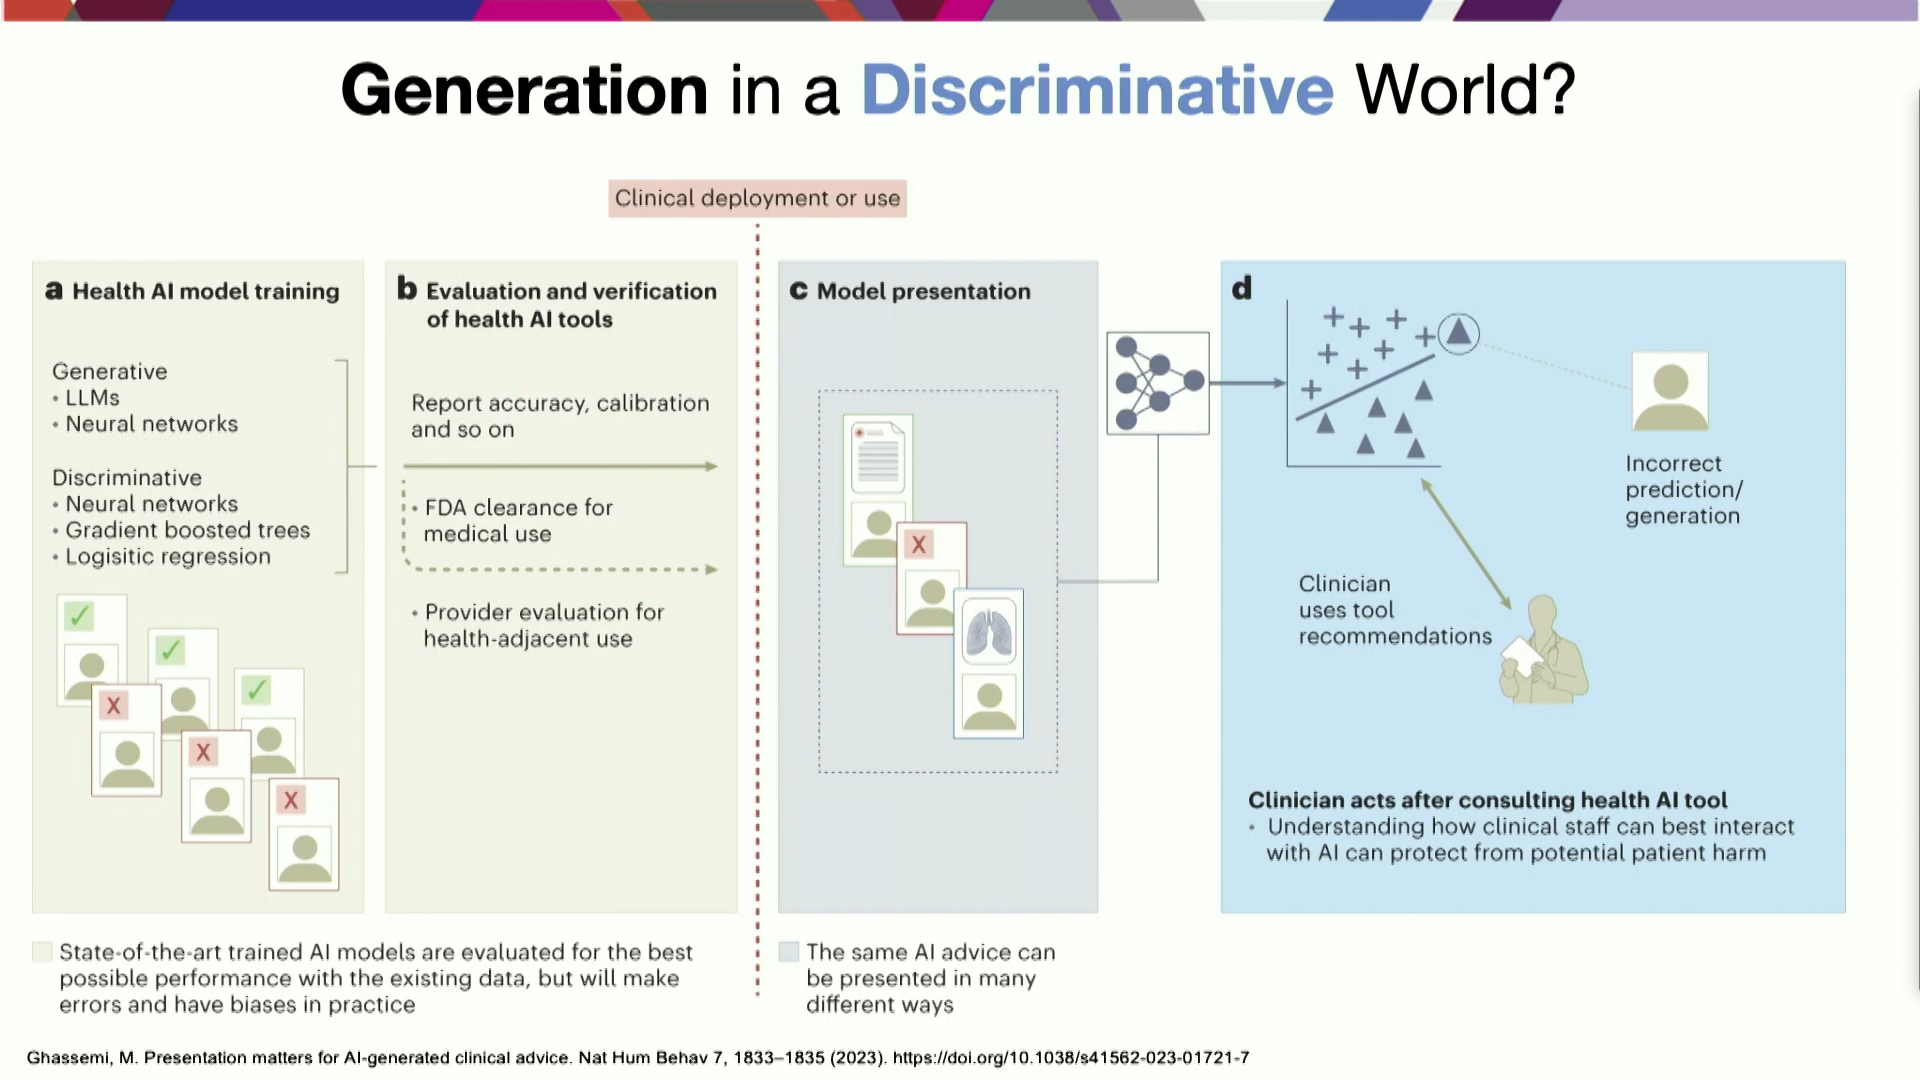 Generation in a Discriminative World?
Clinical deployment or use
a Health AI model training
Generative
• LLMs
• Neural networks
Discriminative
• Neural networks
• Gradient boosted trees
• Logisitic regression
✓
✓
✓
X
X
X
b Evaluation and verification
of health AI tools
Report accuracy, calibration
and so on
• FDA clearance for
medical use
• Provider evaluation for
health-adjacent use
c Model presentation
X
d
Incorrect
prediction/
generation
Clinician
uses tool
recommendations
Clinician acts after consulting health AI tool
• Understanding how clinical staff can best interact
with AI can protect from potential patient harm
State-of-the-art trained AI models are evaluated for the best
possible performance with the existing data, but will make
errors and have biases in practice
The same AI advice can
be presented in many
different ways
Ghassemi, M. Presentation matters for AI-generated clinical advice. Nat Hum Behav 7, 1833–1835 (2023). https://doi.org/10.1038/s41562-023-01721-7